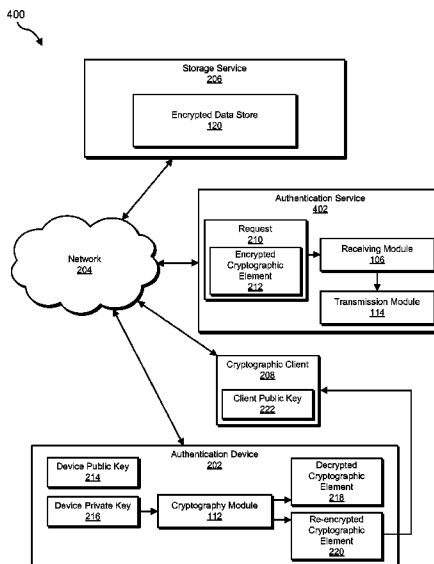 400
Storage Service
206
Encrypted Data Store
120
Authentication Service
402
Request
210
Encrypted
Cryptographic
Element
212
Receiving Module
106
Transmission Module
114
Network
204
Cryptographic Client
208
Client Public Key
222
Authentication Device
202
Device Public Key
214
Device Private Key
216
Cryptography Module
112
Decrypted
Cryptographic
Element
218
Re-encrypted
Cryptographic
Element
220